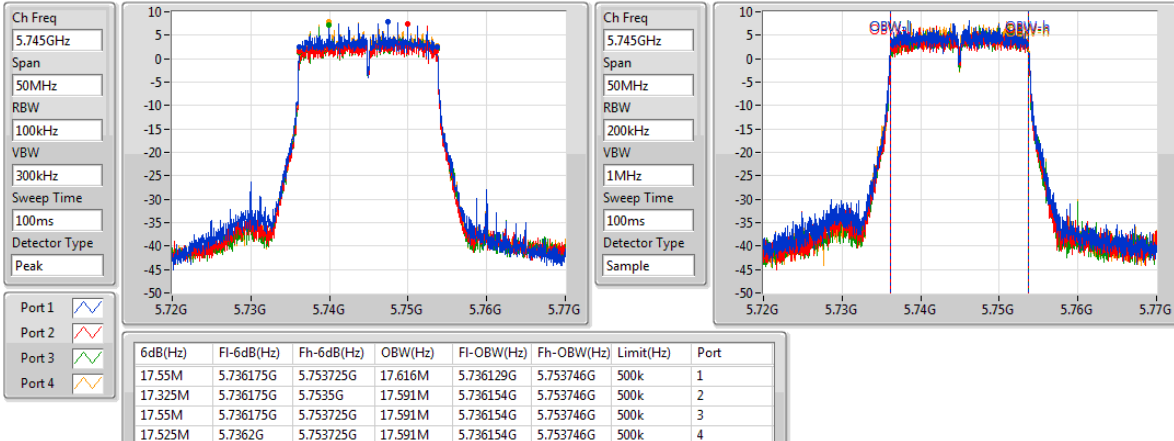 Ch Freq
5.745GHz
Span
50MHz
RBW
100kHz
VBW
300kHz
Sweep Time
100ms
Detector Type
Peak
10
5
0
-5
-10
-15
-20
-25
-30
-35
-40
-45
-50
5.72G 5.73G 5.74G 5.75G 5.76G 5.77G
Ch Freq
5.745GHz
Span
50MHz
RBW
200kHz
VBW
1MHz
Sweep Time
100ms
Detector Type
Sample
10
5
0
-5
-10
-15
-20
-25
-30
-35
-40
-45
-50
OBW-l OBW-h
5.72G 5.73G 5.74G 5.75G 5.76G 5.77G
Port 1
Port 2
Port 3
Port 4
6dB(Hz) Fl-6dB(Hz) Fh-6dB(Hz) OBW(Hz) Fl-OBW(Hz) Fh-OBW(Hz) Limit(Hz) Port
17.55M 5.736175G 5.753725G 17.616M 5.736129G 5.753746G 500k 1
17.325M 5.736175G 5.7535G 17.591M 5.736154G 5.753746G 500k 2
17.55M 5.736175G 5.753725G 17.591M 5.736154G 5.753746G 500k 3
17.525M 5.7362G 5.753725G 17.591M 5.736154G 5.753746G 500k 4